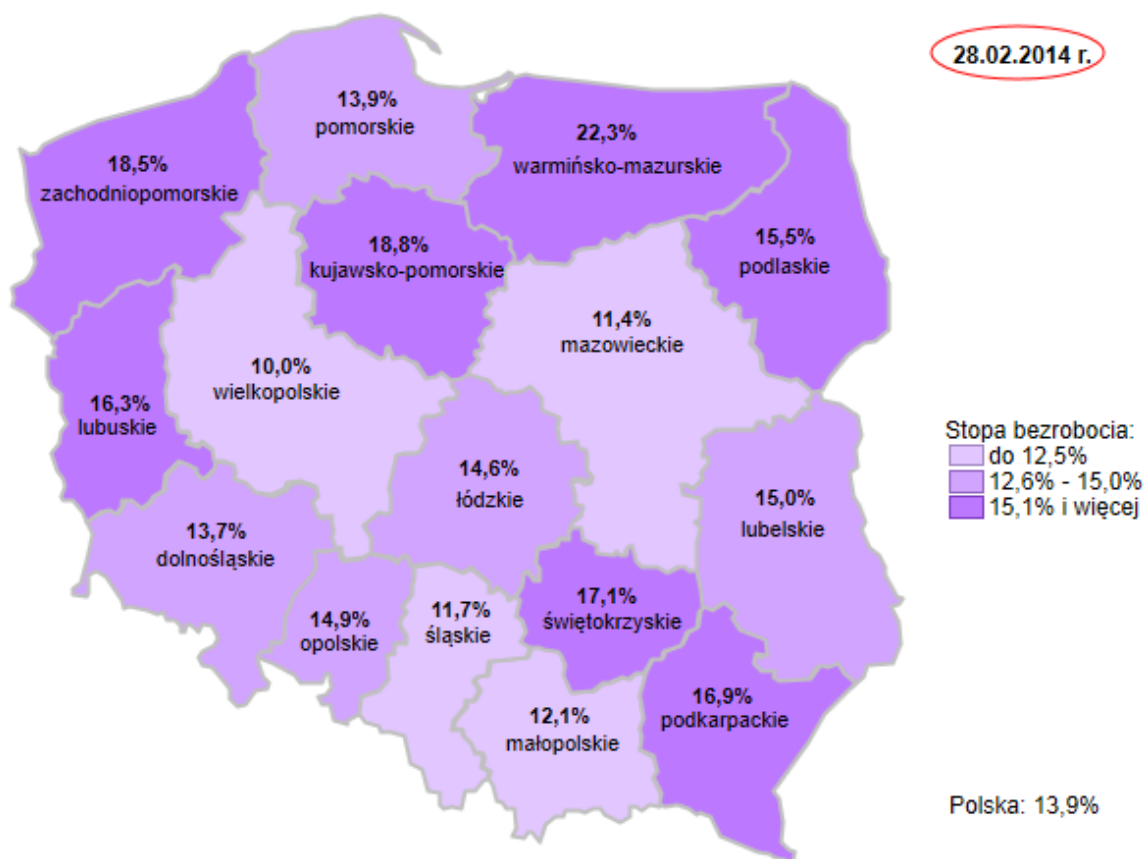 28.02.2014 r.
13,9%
pomorskie
22,3%
warmińsko-mazurskie
18,5%
zachodniopomorskie
18,8%
kujawsko-pomorskie
15,5%
podlaskie
11,4%
mazowieckie
10,0%
wielkopolskie
16,3%
lubuskie
14,6%
łódzkie
15,0%
lubelskie
13,7%
dolnośląskie
14,9%
opolskie
11,7%
śląskie
17,1%
świętokrzyskie
12,1%
małopolskie
16,9%
podkarpackie
Stopa bezrobocia:
do 12,5%
12,6% - 15,0%
15,1% i więcej
Polska: 13,9%